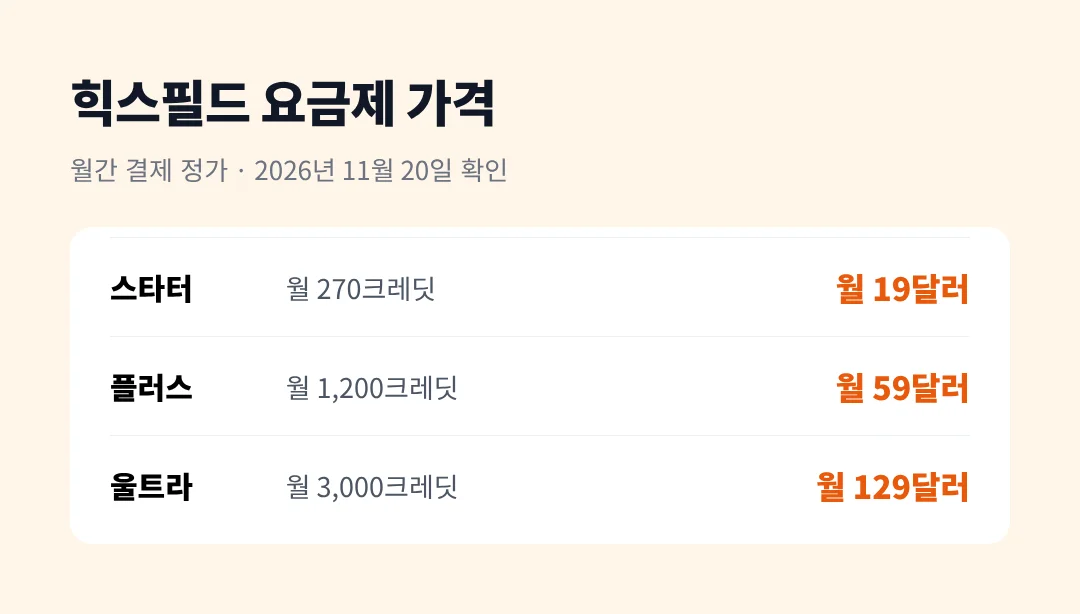 힉스필드 요금제 가격
월간 결제 정가 · 2026년 11월 20일 확인
스타터 월 270크레딧 월 19달러
플러스 월 1,200크레딧 월 59달러
울트라 월 3,000크레딧 월 129달러